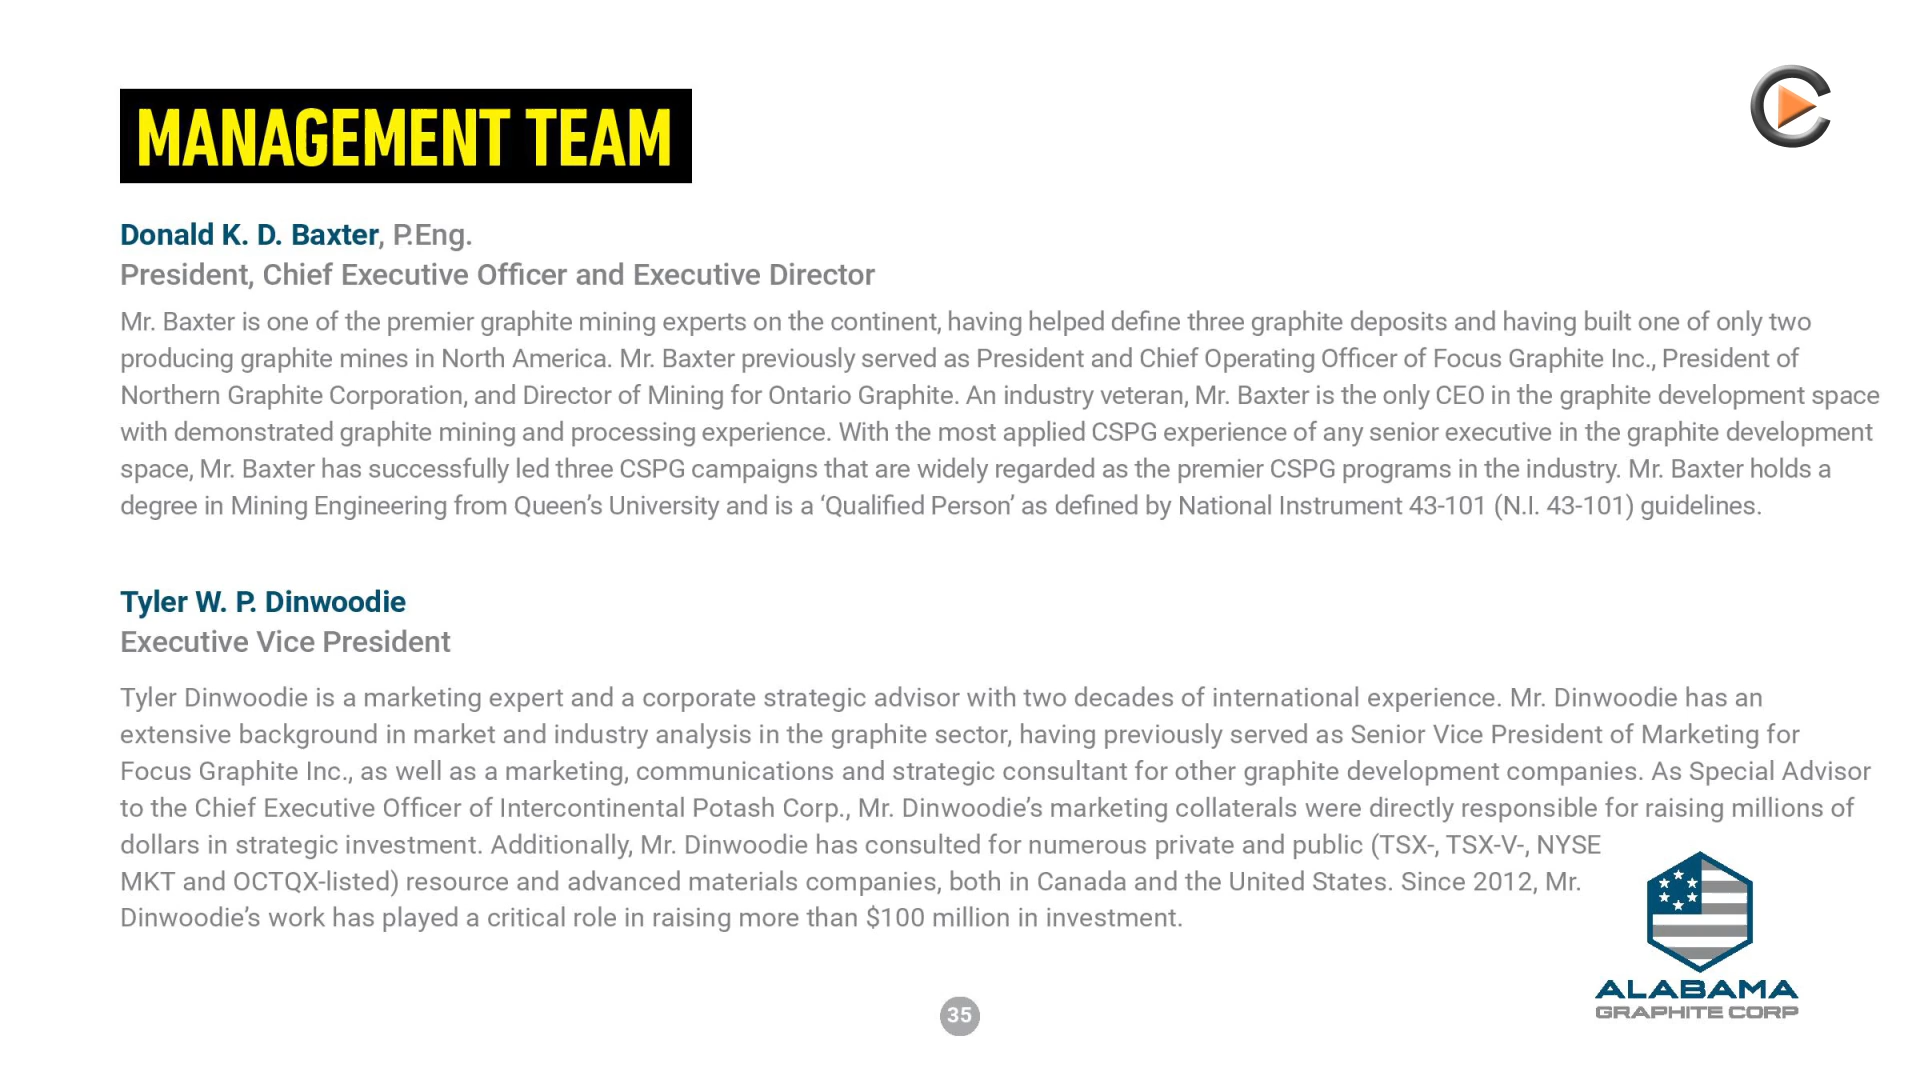 MANAGEMENT TEAM
Donald K. D. Baxter, P.Eng.
President, Chief Executive Officer and Executive Director
Mr. Baxter is one of the premier graphite mining experts on the continent, having helped define three graphite deposits and having built one of only two
producing graphite mines in North America. Mr. Baxter previously served as President and Chief Operating Officer of Focus Graphite Inc., President of
Northern Graphite Corporation, and Director of Mining for Ontario Graphite. An industry veteran, Mr. Baxter is the only CEO in the graphite development space
with demonstrated graphite mining and processing experience. With the most applied CSPG experience of any senior executive in the graphite development
space, Mr. Baxter has successfully led three CSPG campaigns that are widely regarded as the premier CSPG programs in the industry. Mr. Baxter holds a
degree in Mining Engineering from Queen’s University and is a ‘Qualified Person’ as defined by National Instrument 43-101 (N.I. 43-101) guidelines.
Tyler W. P. Dinwoodie
Executive Vice President
Tyler Dinwoodie is a marketing expert and a corporate strategic advisor with two decades of international experience. Mr. Dinwoodie has an
extensive background in market and industry analysis in the graphite sector, having previously served as Senior Vice President of Marketing for
Focus Graphite Inc., as well as a marketing, communications and strategic consultant for other graphite development companies. As Special Advisor
to the Chief Executive Officer of Intercontinental Potash Corp., Mr. Dinwoodie’s marketing collaterals were directly responsible for raising millions of
dollars in strategic investment. Additionally, Mr. Dinwoodie has consulted for numerous private and public (TSX-, TSX-V-, NYSE
MKT and OCTQX-listed) resource and advanced materials companies, both in Canada and the United States. Since 2012, Mr.
Dinwoodie’s work has played a critical role in raising more than $100 million in investment.
ALABAMA
GRAPHITE CORP
35